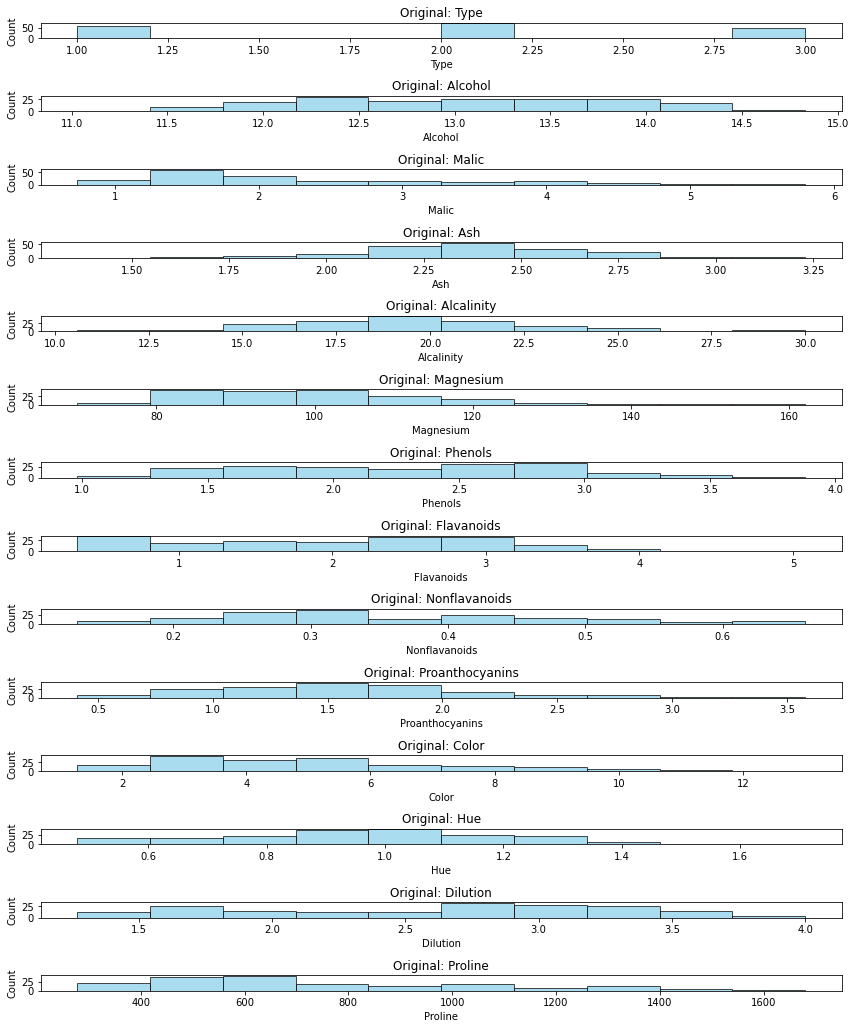 Original: Type
Count
50
0
1.00 1.25 1.50 1.75 2.00 2.25 2.50 2.75 3.00
Type
Original: Alcohol
Count
25
0
11.0 11.5 12.0 12.5 13.0 13.5 14.0 14.5 15.0
Alcohol
Original: Malic
Count
50
0
1 2 3 4 5 6
Malic
Original: Ash
Count
50
0
1.50 1.75 2.00 2.25 2.50 2.75 3.00 3.25
Ash
Original: Alcalinity
Count
25
0
10.0 12.5 15.0 17.5 20.0 22.5 25.0 27.5 30.0
Alcalinity
Original: Magnesium
Count
25
0
80 100 120 140 160
Magnesium
Original: Phenols
Count
25
0
1.0 1.5 2.0 2.5 3.0 3.5 4.0
Phenols
Original: Flavanoids
Count
25
0
1 2 3 4 5
Flavanoids
Original: Nonflavanoids
Count
25
0
0.2 0.3 0.4 0.5 0.6
Nonflavanoids
Original: Proanthocyanins
Count
25
0
0.5 1.0 1.5 2.0 2.5 3.0 3.5
Proanthocyanins
Original: Color
Count
25
0
2 4 6 8 10 12
Color
Original: Hue
Count
25
0
0.6 0.8 1.0 1.2 1.4 1.6
Hue
Original: Dilution
Count
25
0
1.5 2.0 2.5 3.0 3.5 4.0
Dilution
Original: Proline
Count
25
0
400 600 800 1000 1200 1400 1600
Proline